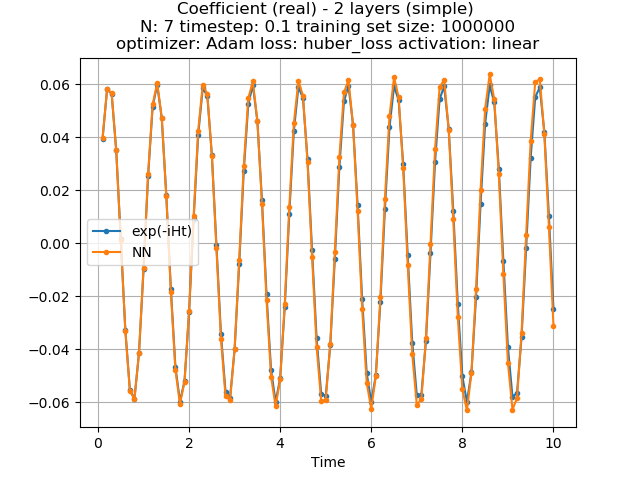 Coefficient (real) - 2 layers (simple)
N: 7 timestep: 0.1 training set size: 1000000
optimizer: Adam loss: huber_loss activation: linear
0.06
0.04
0.02
0.00
−0.02
−0.04
−0.06
exp(-iHt)
NN
0
2
4
6
8
10
Time